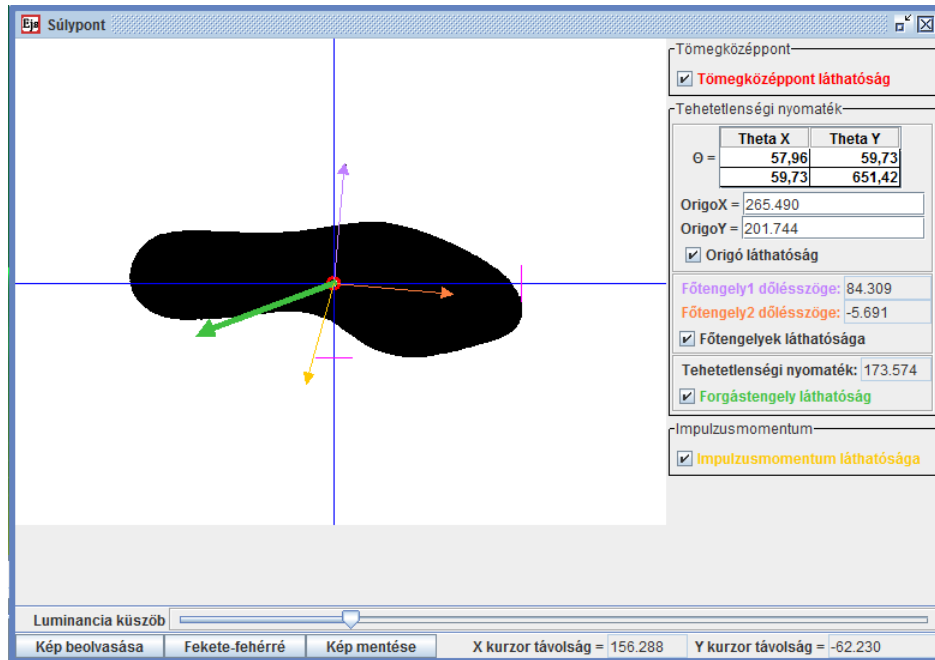 Ejs Súlypont
Tömegközéppont
Tömegközéppont láthatóság
Tehetetlenségi nyomaték
Theta X Theta Y
Θ = 57,96 59,73
59,73 651,42
OrigoX = 265.490
OrigoY = 201.744
Origó láthatóság
Főtengely1 dőlésszöge: 84.309
Főtengely2 dőlésszöge: -5.691
Főtengelyek láthatósága
Tehetetlenségi nyomaték: 173.574
Forgástengely láthatóság
Impulzusmomentum
Impulzusmomentum láthatósága
Luminancia küszöb
Kép beolvasása Fekete-fehérré Kép mentése X kurzor távolság = 156.288 Y kurzor távolság = -62.230